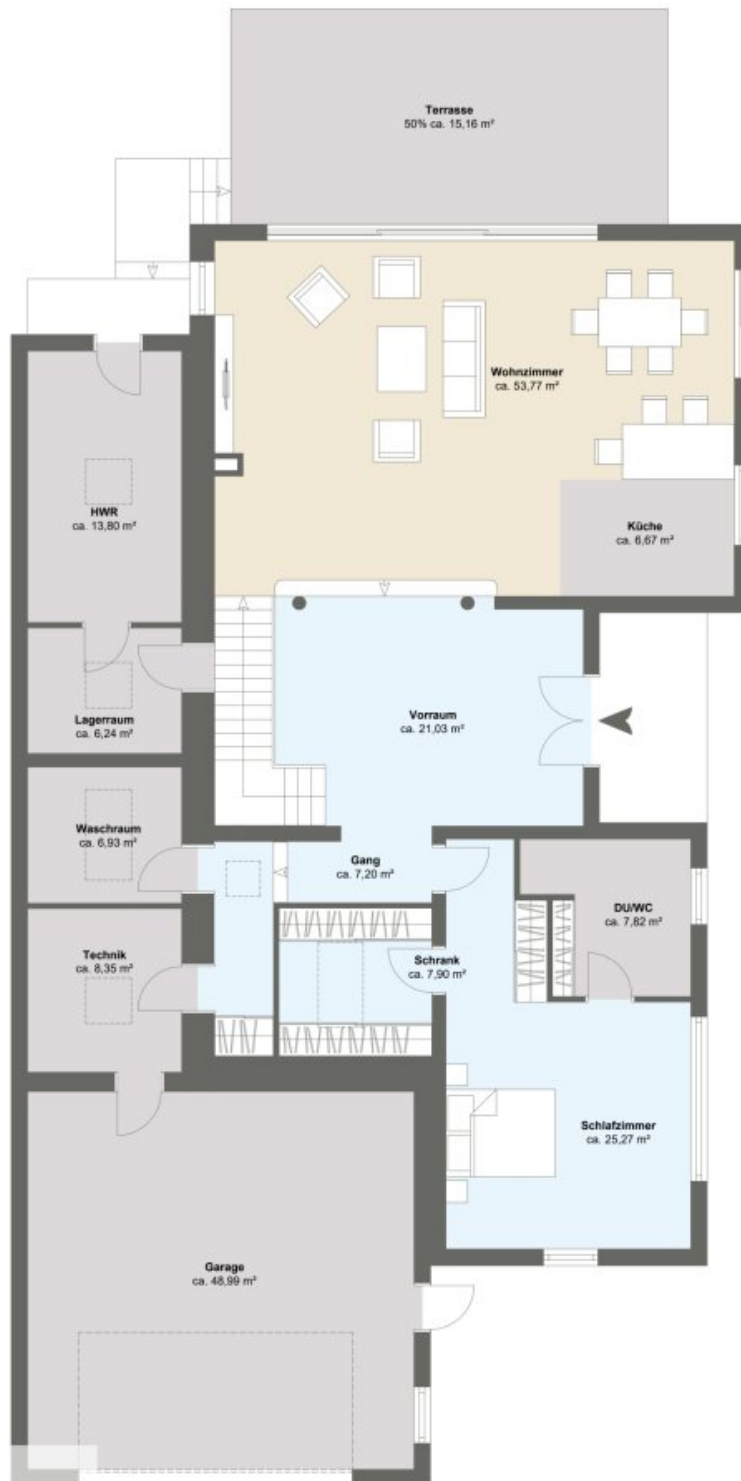 Terrasse
50% ca. 15,16 m²
Wohnzimmer
ca. 53,77 m²
HWR
ca. 13,80 m²
Küche
ca. 6,67 m²
Lagerraum
ca. 6,24 m²
Vorraum
ca. 21,03 m²
Waschraum
ca. 6,93 m²
Gang
ca. 7,20 m²
DU/WC
ca. 7,82 m²
Technik
ca. 8,35 m²
Schrank
ca. 7,90 m²
Schlafzimmer
ca. 25,27 m²
Garage
ca. 48,99 m²